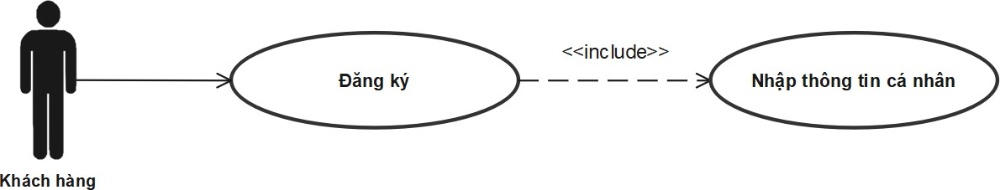 <<include>>
Đăng ký
Nhập thông tin cá nhân
Khách hàng